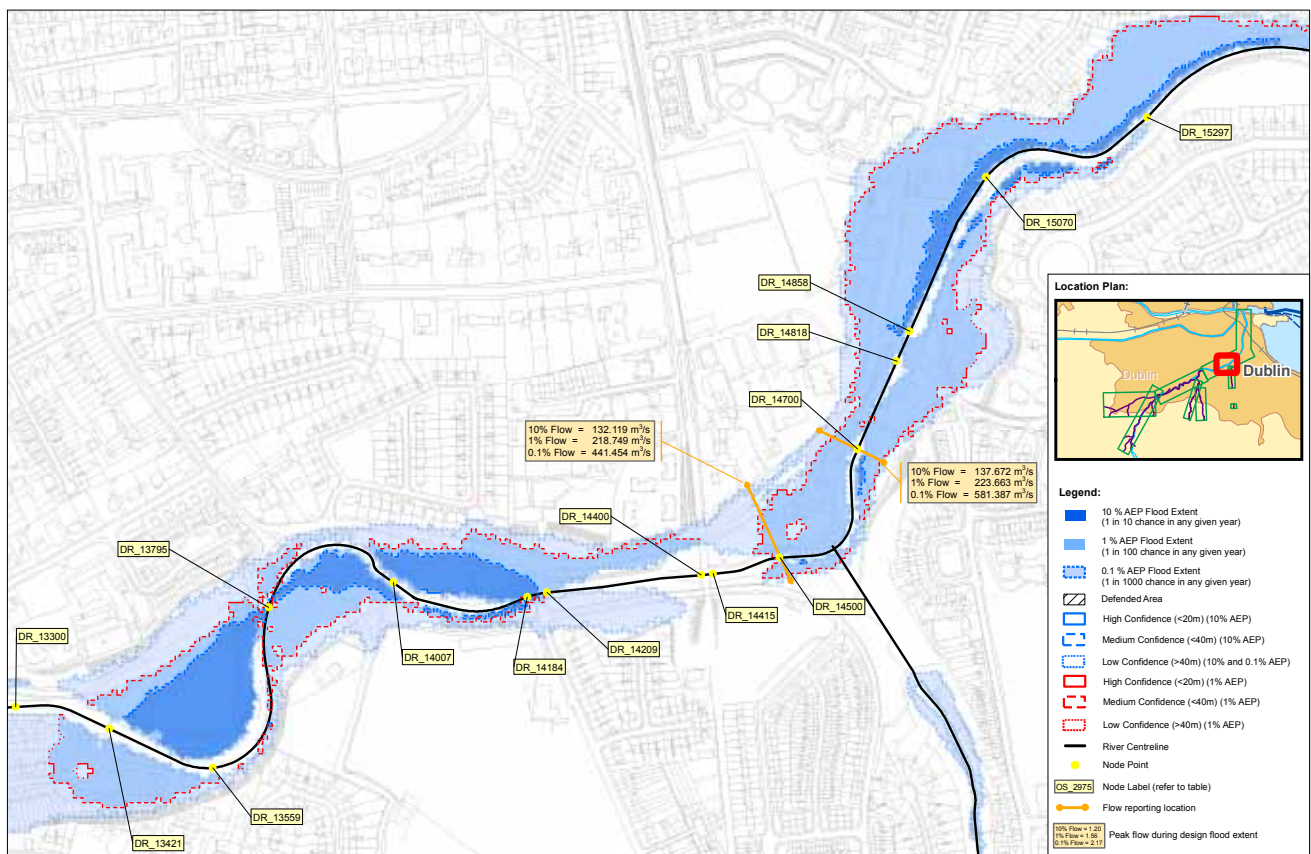 DR_15297
DR_15070
DR_14858
DR_14818
DR_14700
10% Flow = 132.119 m³/s
1% Flow = 218.749 m³/s
0.1% Flow = 441.454 m³/s
10% Flow = 137.672 m³/s
1% Flow = 223.663 m³/s
0.1% Flow = 581.387 m³/s
DR_14400
DR_13795
DR_14500
DR_14415
DR_13300
DR_14209
DR_14007
DR_14184
DR_13559
DR_13421
Location Plan:
Dublin
Dublin
Legend:
10 % AEP Flood Extent
(1 in 10 chance in any given year)
1 % AEP Flood Extent
(1 in 100 chance in any given year)
0.1 % AEP Flood Extent
(1 in 1000 chance in any given year)
Defended Area
High Confidence (<20m) (10% AEP)
Medium Confidence (<40m) (10% AEP)
Low Confidence (>40m) (10% and 0.1% AEP)
High Confidence (<20m) (1% AEP)
Medium Confidence (<40m) (1% AEP)
Low Confidence (>40m) (1% AEP)
River Centreline
Node Point
OS_2975 Node Label (refer to table)
Flow reporting location
10% Flow = 1.20
1% Flow = 1.56
0.1% Flow = 2.17
Peak flow during design flood extent